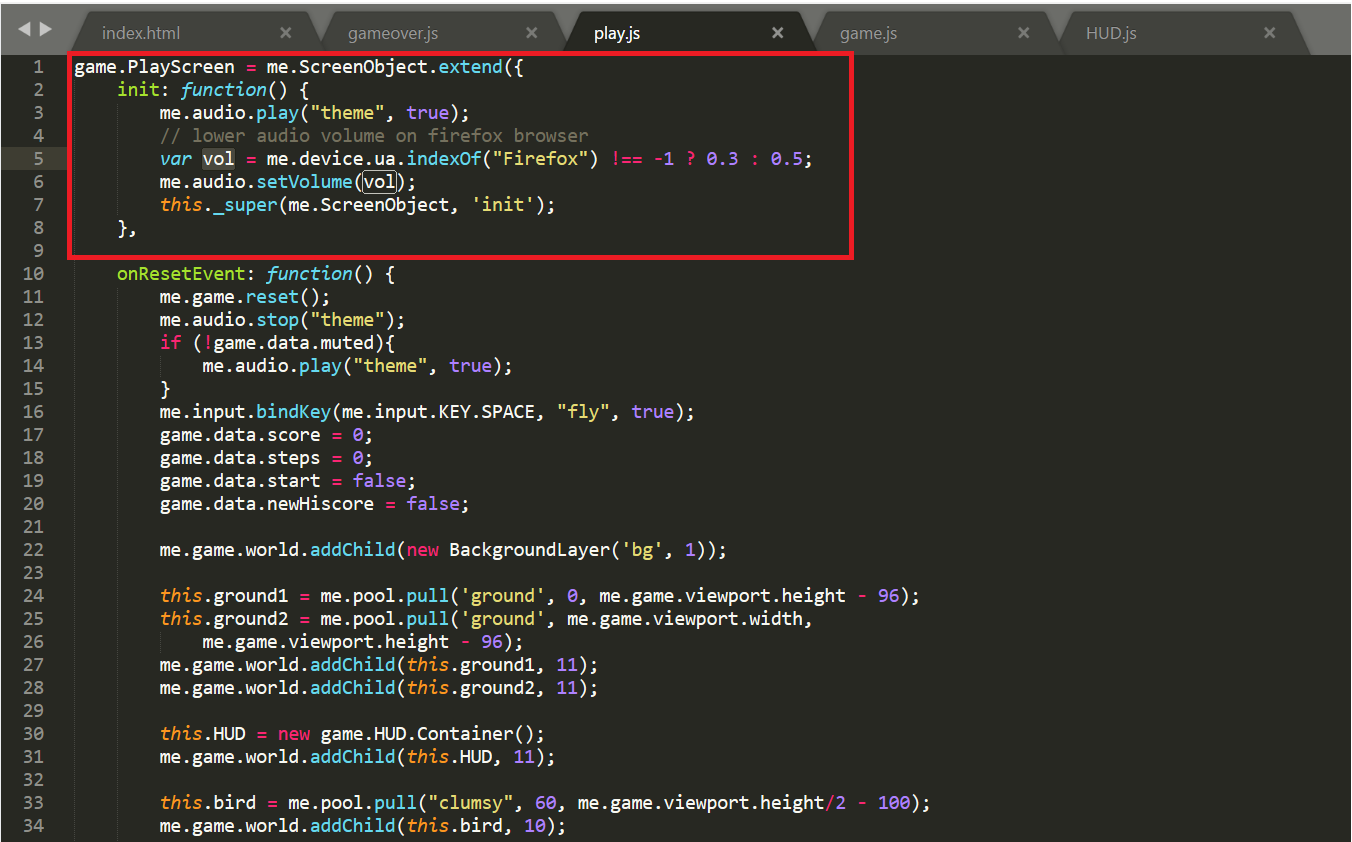 index.html × gameover.js × play.js × game.js × HUD.js ×
1 game.PlayScreen = me.ScreenObject.extend({
2     init: function() {
3         me.audio.play("theme", true);
4         // lower audio volume on firefox browser
5         var vol = me.device.ua.indexOf("Firefox") !== -1 ? 0.3 : 0.5;
6         me.audio.setVolume(vol);
7         this._super(me.ScreenObject, 'init');
8     },
9
10     onResetEvent: function() {
11         me.game.reset();
12         me.audio.stop("theme");
13         if (!game.data.muted){
14             me.audio.play("theme", true);
15         }
16         me.input.bindKey(me.input.KEY.SPACE, "fly", true);
17         game.data.score = 0;
18         game.data.steps = 0;
19         game.data.start = false;
20         game.data.newHiscore = false;
21
22         me.game.world.addChild(new BackgroundLayer('bg', 1));
23
24         this.ground1 = me.pool.pull('ground', 0, me.game.viewport.height - 96);
25         this.ground2 = me.pool.pull('ground', me.game.viewport.width,
26             me.game.viewport.height - 96);
27         me.game.world.addChild(this.ground1, 11);
28         me.game.world.addChild(this.ground2, 11);
29
30         this.HUD = new game.HUD.Container();
31         me.game.world.addChild(this.HUD, 11);
32
33         this.bird = me.pool.pull("clumsy", 60, me.game.viewport.height/2 - 100);
34         me.game.world.addChild(this.bird, 10);